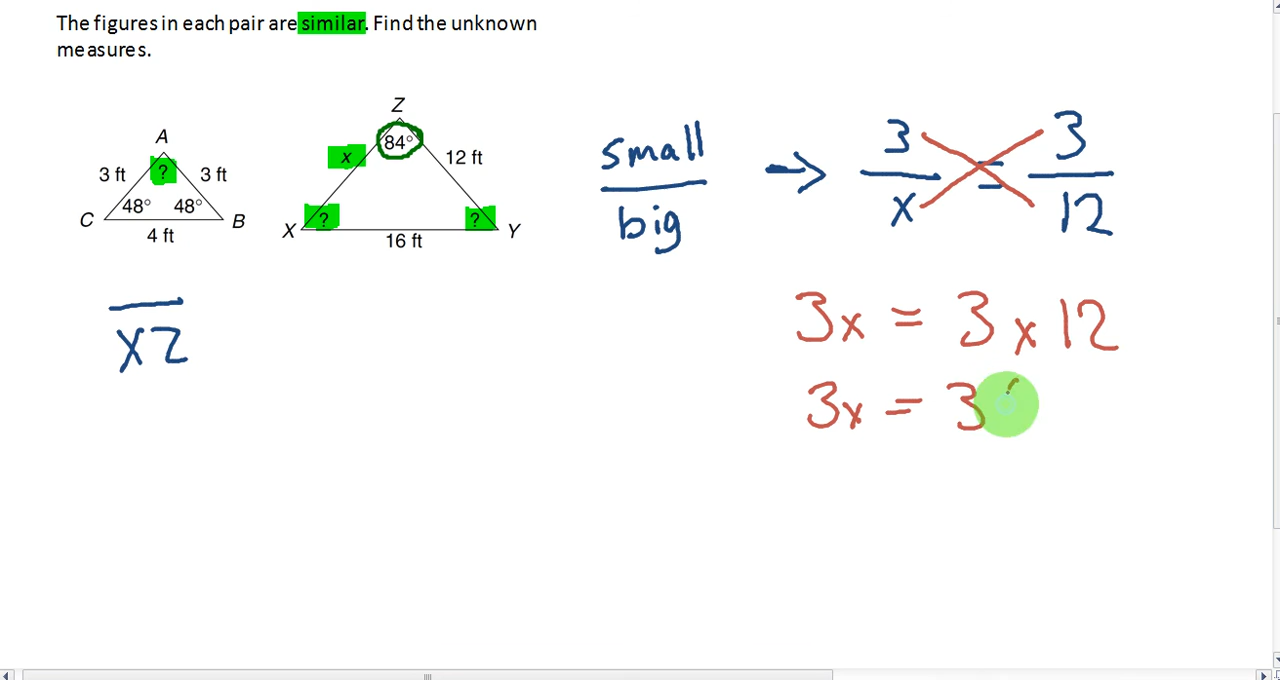 The figures in each pair are similar. Find the unknown
measures.
Z
A
84°
x
12 ft
3 ft
?
3 ft
48°
48°
C
B
4 ft
X
?
?
Y
16 ft
small
big
3
x
=
3
12
XZ
3x = 3 x 12
3x = 3